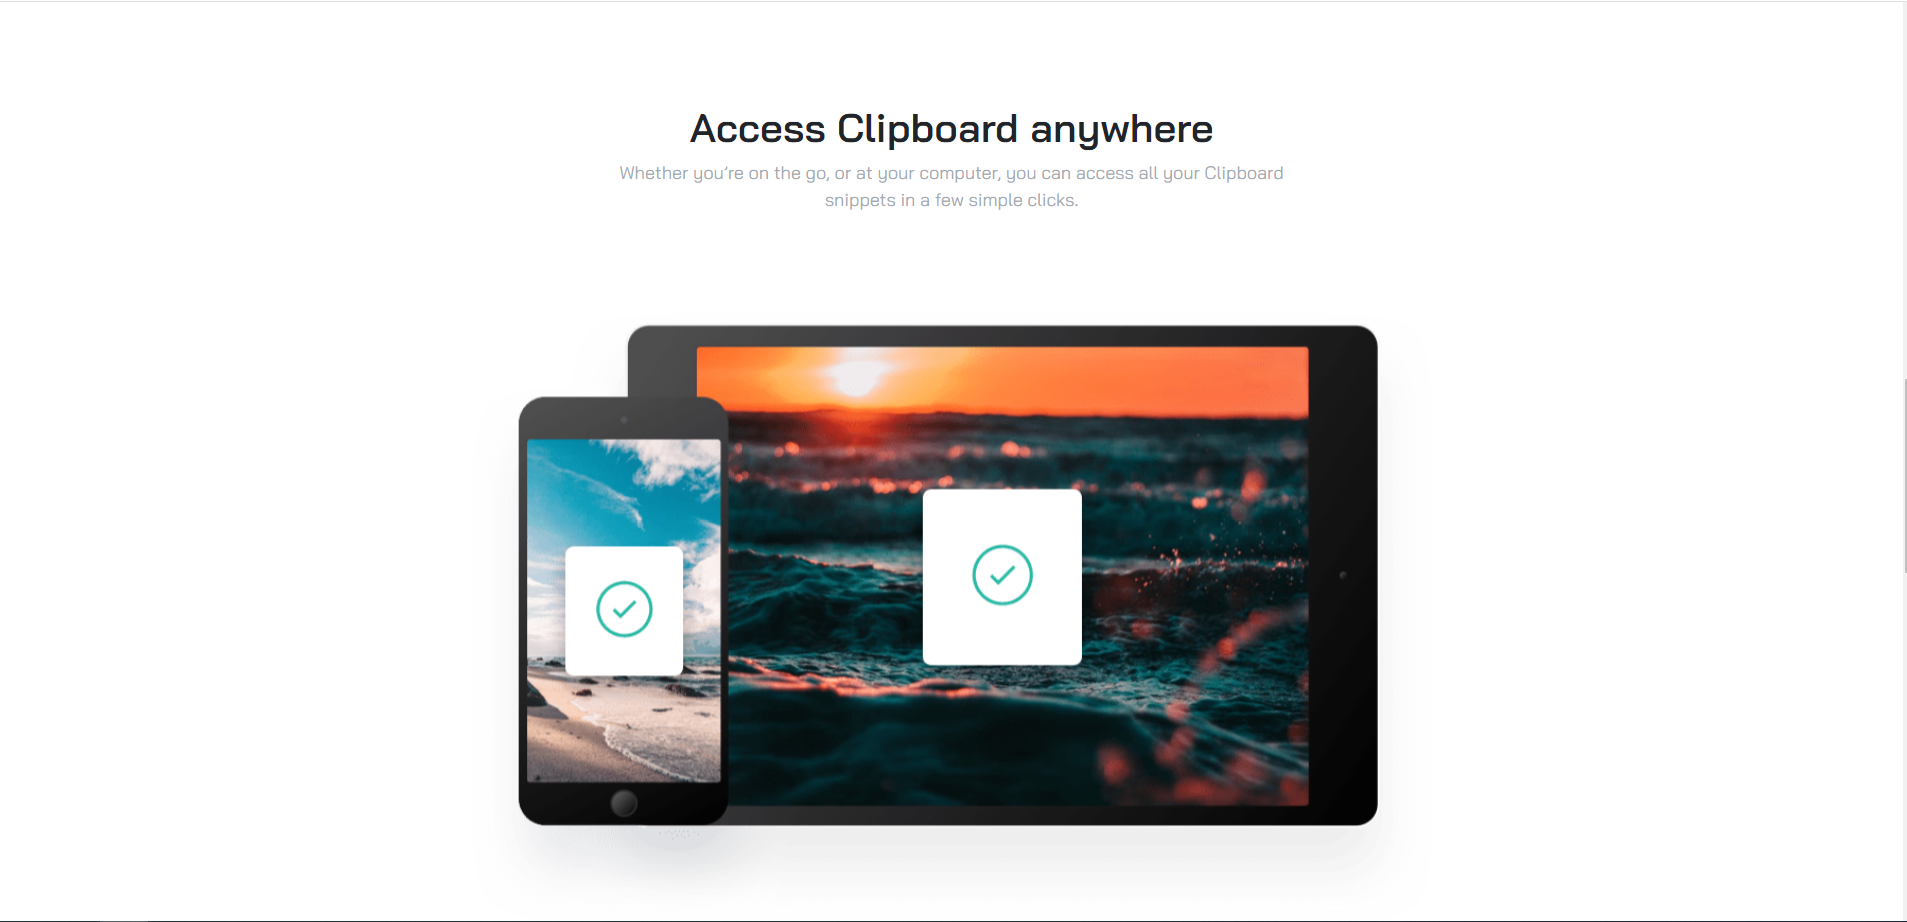 Access Clipboard anywhere
Whether you’re on the go, or at your computer, you can access all your Clipboard
snippets in a few simple clicks.